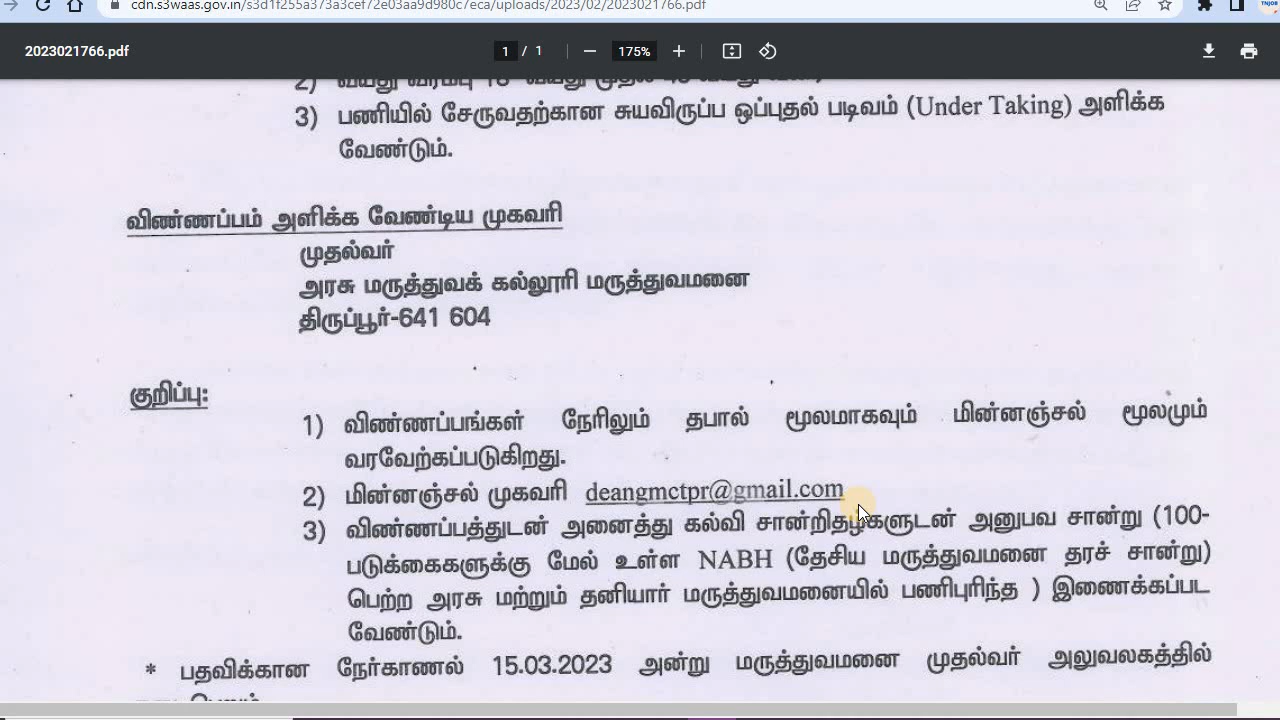 cdn.s3waas.gov.in/s3d1f255a373a3cef72e03aa9d980c7eca/uploads/2023/02/2023021766.pdf
TNJOB
2023021766.pdf
1 / 1
175%
3) பணியில் சேருவதற்கான சுயவிருப்ப ஒப்புதல் படிவம் (Under Taking) அளிக்க
வேண்டும்.
விண்ணப்பம் அளிக்க வேண்டிய முகவரி
முதல்வர்
அரசு மருத்துவக் கல்லூரி மருத்துவமனை
திருப்பூர்-641 604
குறிப்பு:
1) விண்ணப்பங்கள் நேரிலும் தபால் மூலமாகவும் மின்னஞ்சல் மூலமும்
வரவேற்கப்படுகிறது.
2) மின்னஞ்சல் முகவரி deangmctpr@gmail.com
3) விண்ணப்பத்துடன் அனைத்து கல்வி சான்றிதழ்களுடன் அனுபவ சான்று (100-
படுக்கைகளுக்கு மேல் உள்ள NABH (தேசிய மருத்துவமனை தரச் சான்று)
பெற்ற அரசு மற்றும் தனியார் மருத்துவமனையில் பணிபுரிந்த ) இணைக்கப்பட
வேண்டும்.
* பதவிக்கான நேர்காணல் 15.03.2023 அன்று மருத்துவமனை முதல்வர் அலுவலகத்தில்